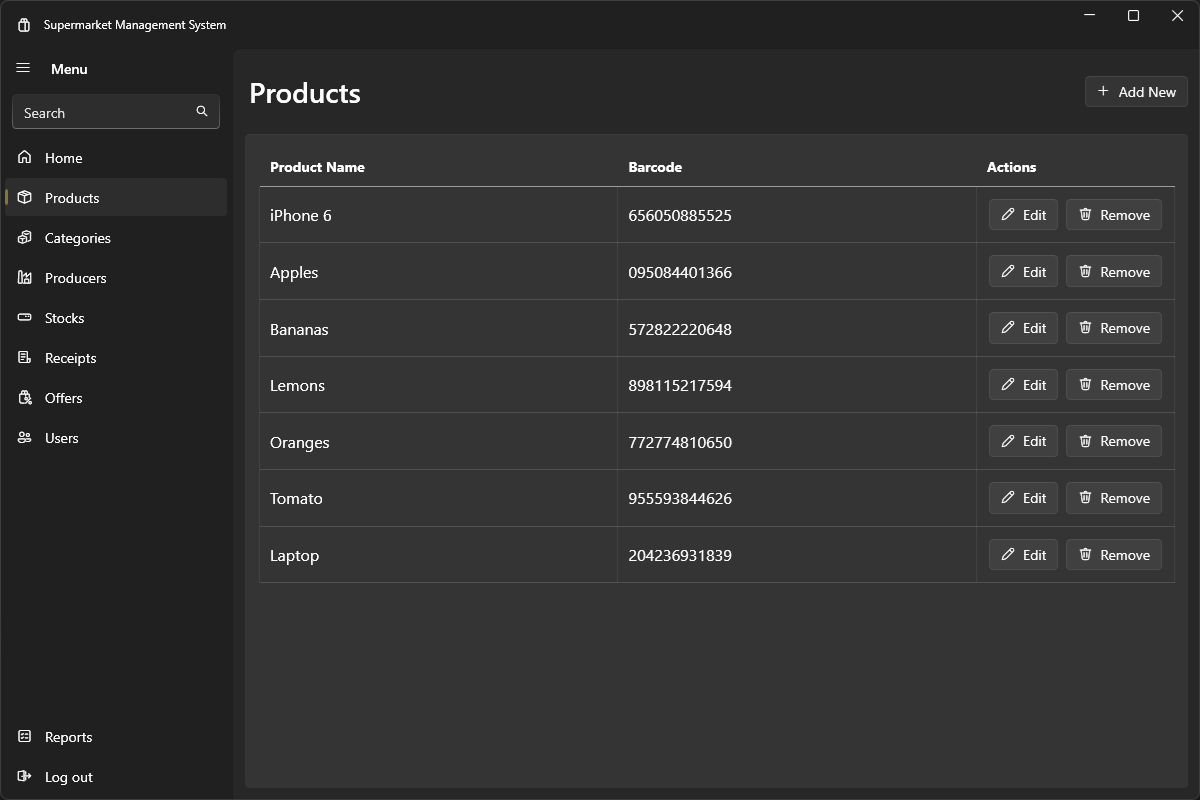 Supermarket Management System
Menu
Search
Home
Products
Categories
Producers
Stocks
Receipts
Offers
Users
Reports
Log out
Products
Add New
Product Name Barcode Actions
iPhone 6 656050885525 Edit Remove
Apples 095084401366 Edit Remove
Bananas 572822220648 Edit Remove
Lemons 898115217594 Edit Remove
Oranges 772774810650 Edit Remove
Tomato 955593844626 Edit Remove
Laptop 204236931839 Edit Remove